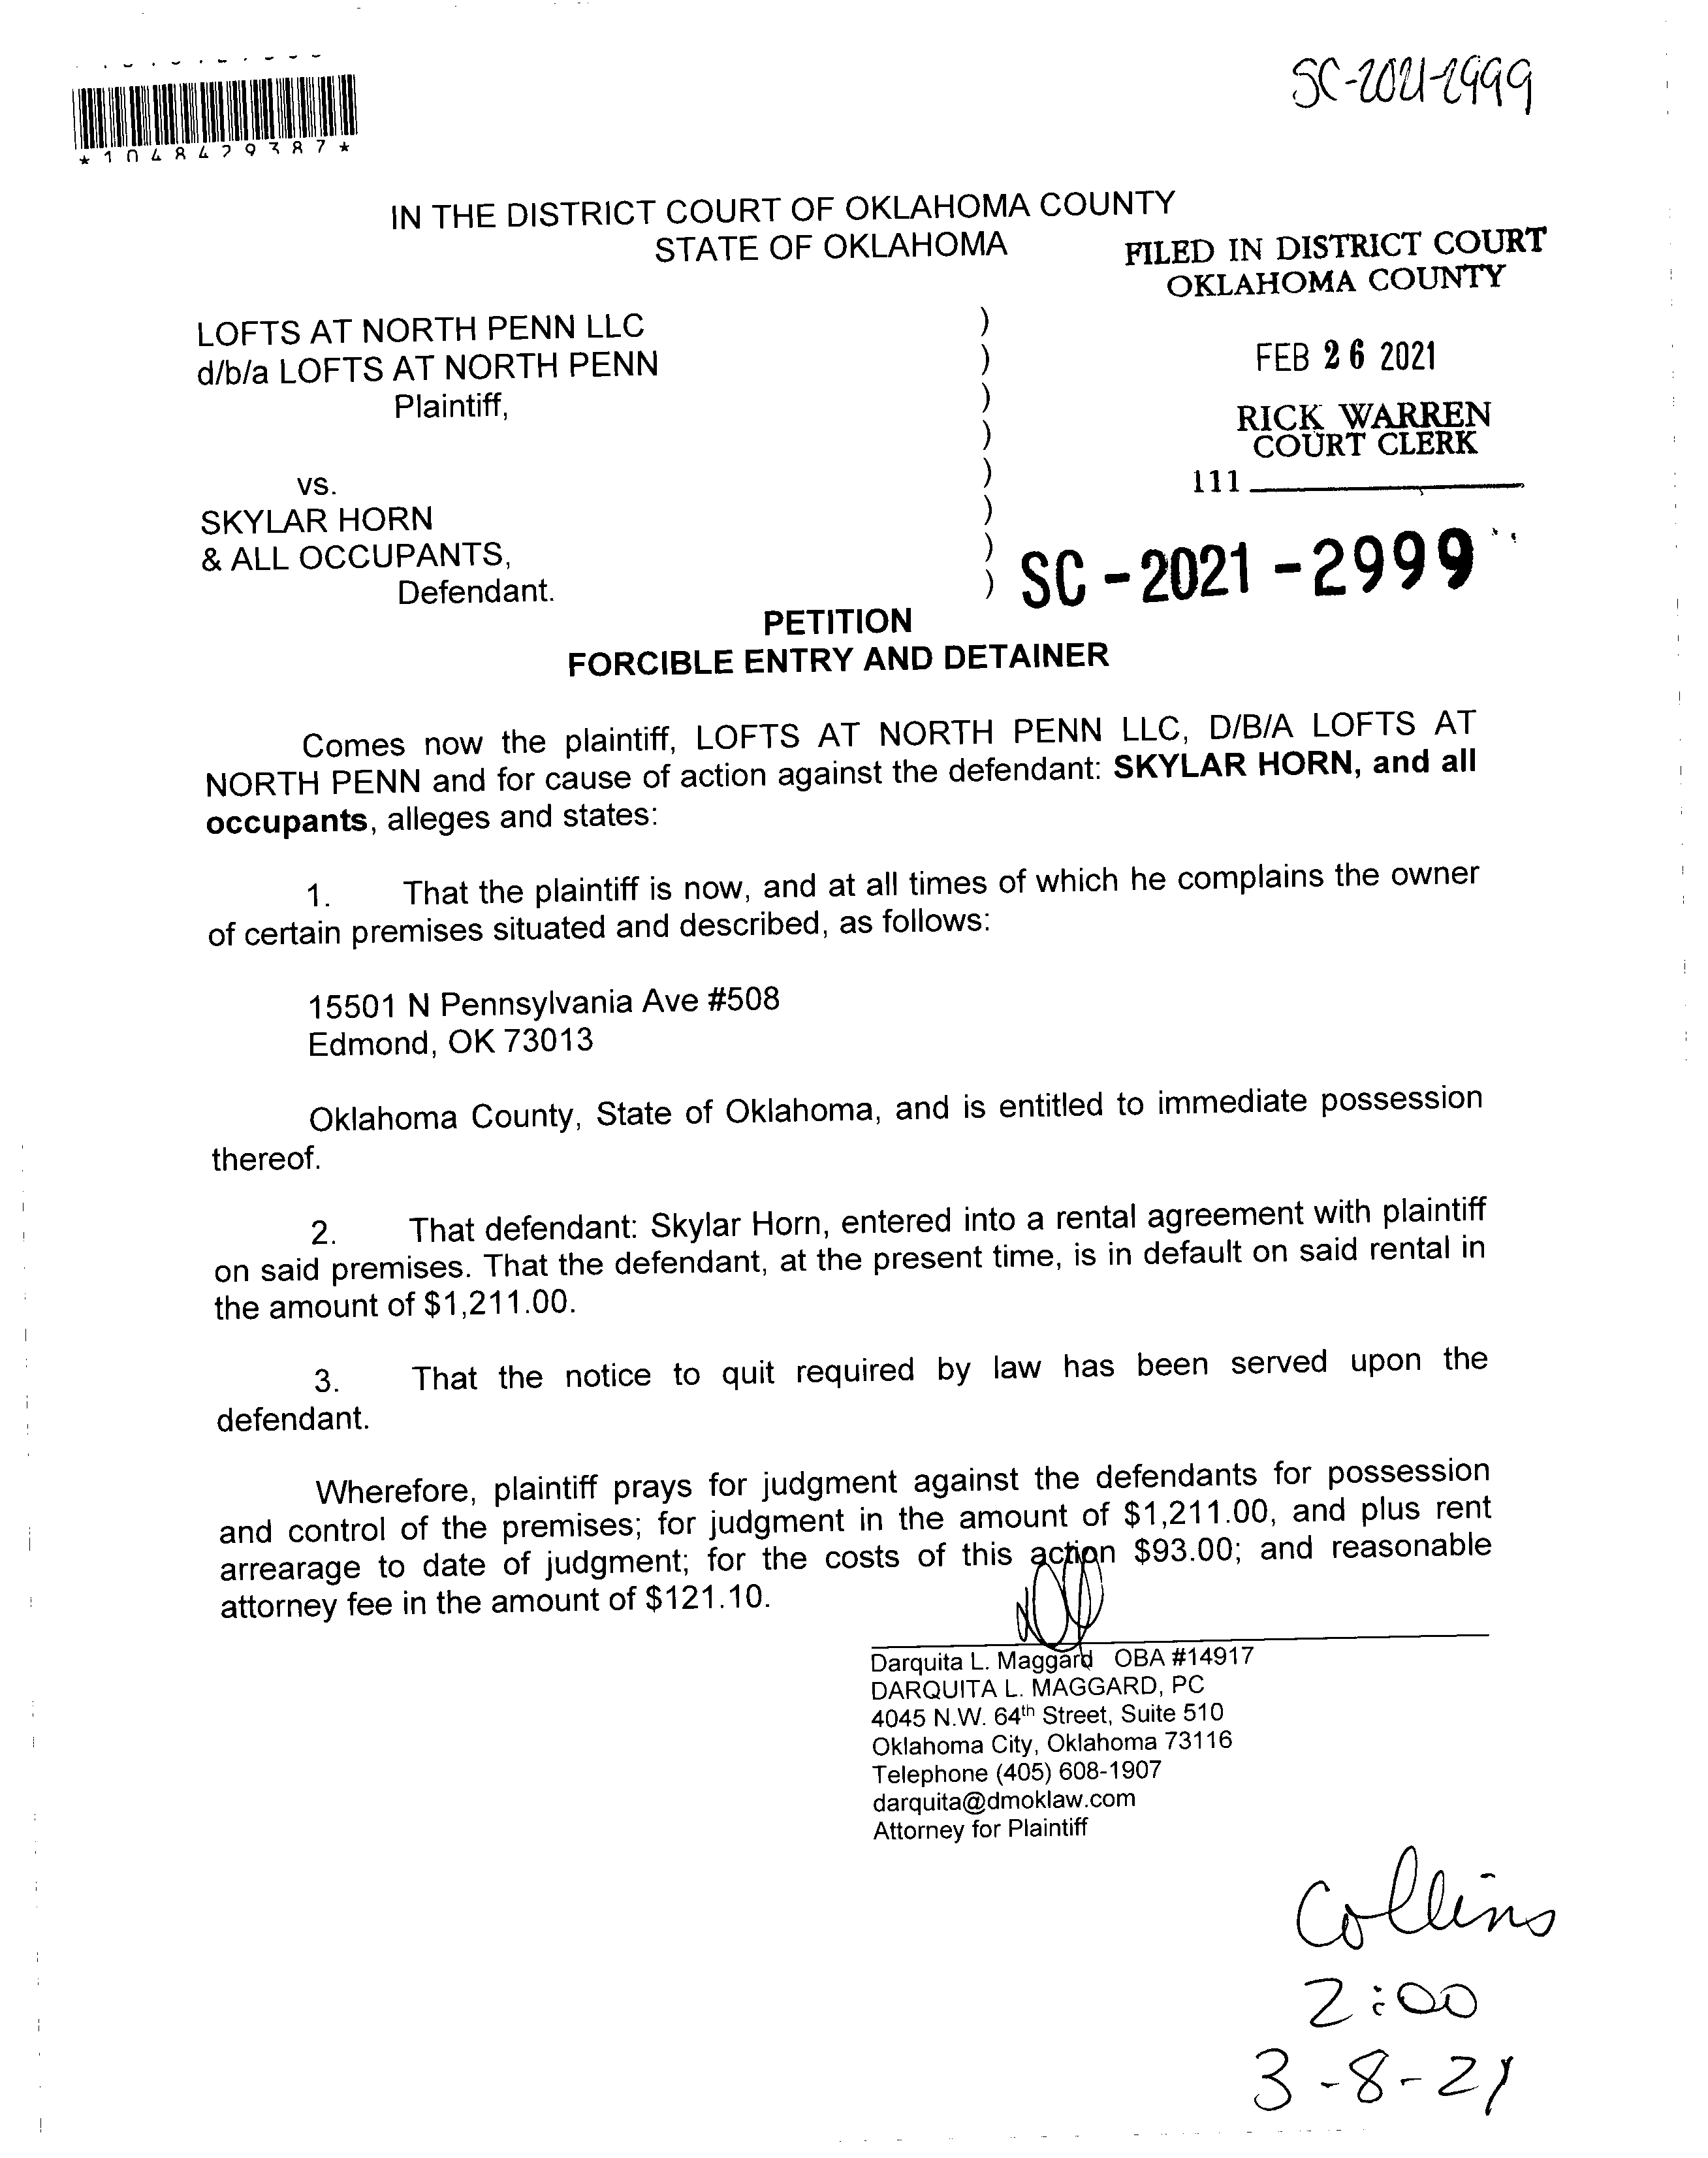 SC-2021-2999
*1048429387*
IN THE DISTRICT COURT OF OKLAHOMA COUNTY
STATE OF OKLAHOMA
FILED IN DISTRICT COURT
OKLAHOMA COUNTY
LOFTS AT NORTH PENN LLC )
d/b/a LOFTS AT NORTH PENN )
FEB 26 2021
Plaintiff, )
RICK WARREN
COURT CLERK
)
111
vs. )
SKYLAR HORN )
& ALL OCCUPANTS, )
Defendant. )
SC-2021-2999
PETITION
FORCIBLE ENTRY AND DETAINER
Comes now the plaintiff, LOFTS AT NORTH PENN LLC, D/B/A LOFTS AT
NORTH PENN and for cause of action against the defendant: SKYLAR HORN, and all
occupants, alleges and states:
1. That the plaintiff is now, and at all times of which he complains the owner
of certain premises situated and described, as follows:
15501 N Pennsylvania Ave #508
Edmond, OK 73013
Oklahoma County, State of Oklahoma, and is entitled to immediate possession
thereof.
2. That defendant: Skylar Horn, entered into a rental agreement with plaintiff
on said premises. That the defendant, at the present time, is in default on said rental in
the amount of $1,211.00.
3. That the notice to quit required by law has been served upon the
defendant.
Wherefore, plaintiff prays for judgment against the defendants for possession
and control of the premises; for judgment in the amount of $1,211.00, and plus rent
arrearage to date of judgment; for the costs of this action $93.00; and reasonable
attorney fee in the amount of $121.10.
Darquita L. Maggard OBA #14917
DARQUITA L. MAGGARD, PC
4045 N.W. 64th Street, Suite 510
Oklahoma City, Oklahoma 73116
Telephone (405) 608-1907
darquita@dmoklaw.com
Attorney for Plaintiff
Collins
2:00
3-8-21